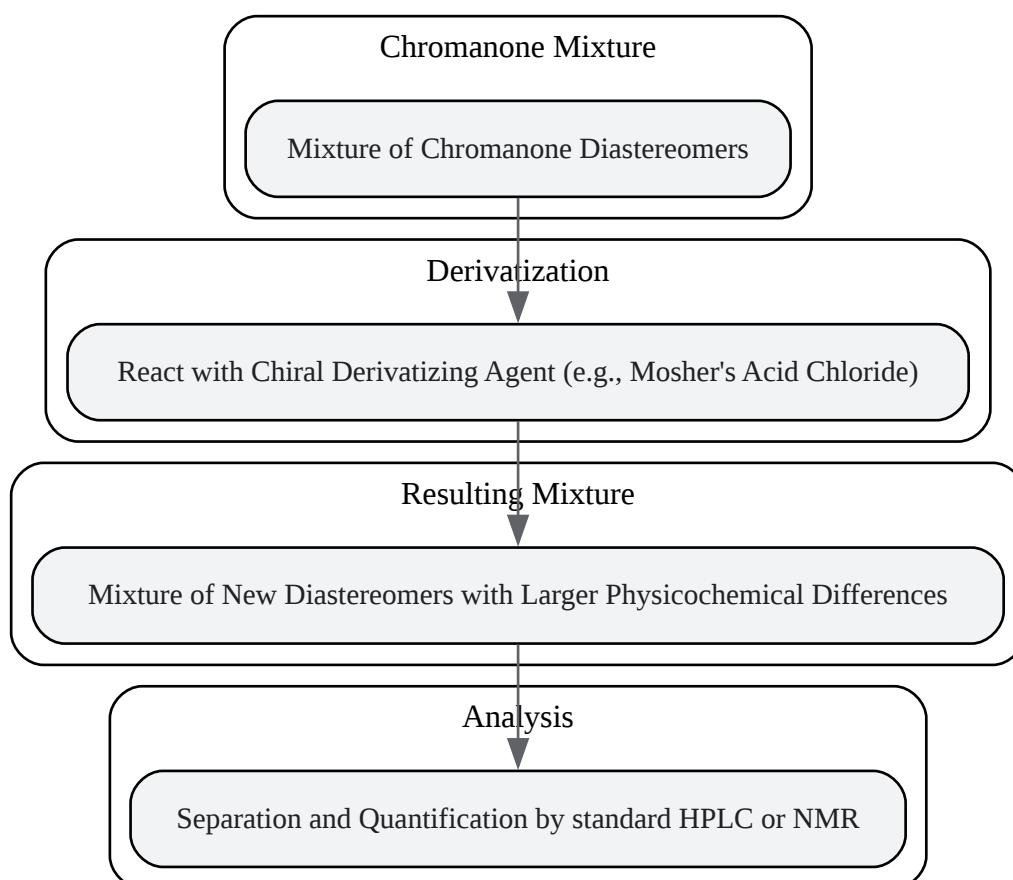 Chromanone Mixture
Mixture of Chromanone Diastereomers
Derivatization
React with Chiral Derivatizing Agent (e.g., Mosher's Acid Chloride)
Resulting Mixture
Mixture of New Diastereomers with Larger Physicochemical Differences
Analysis
Separation and Quantification by standard HPLC or NMR